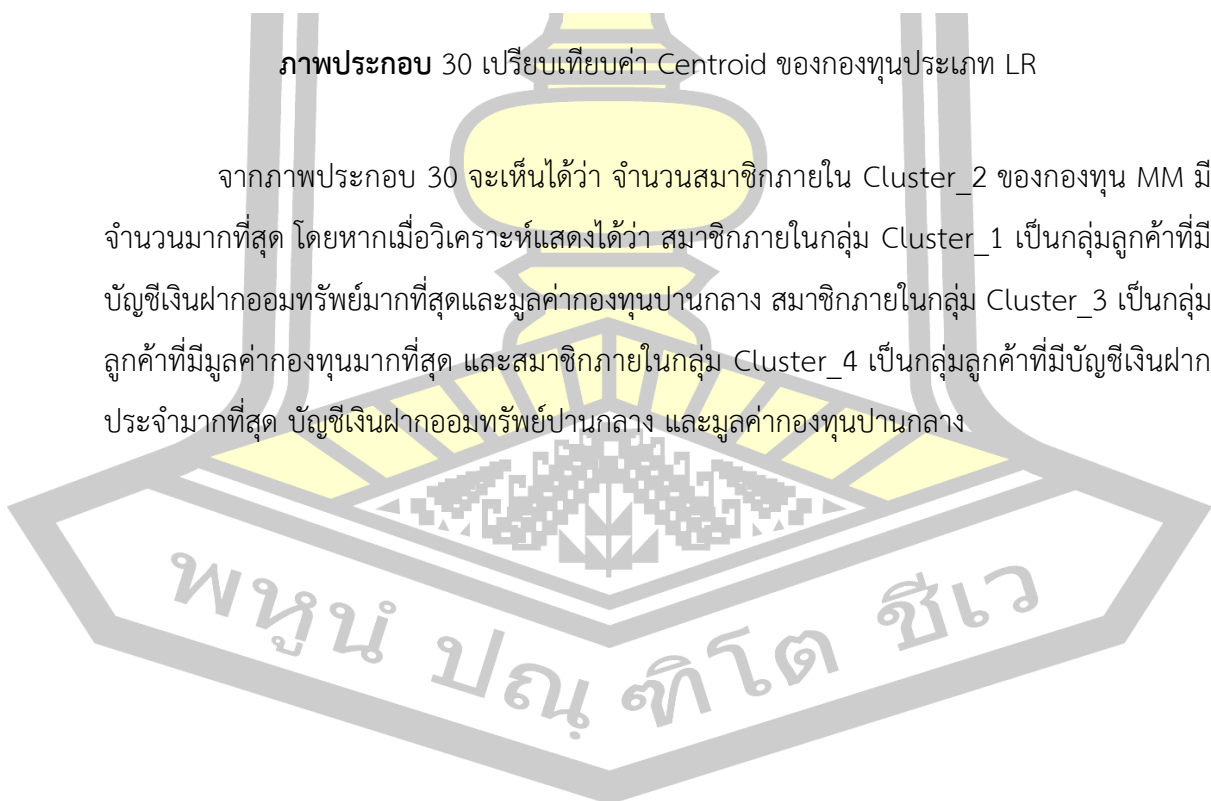 ภาพประกอบ 30 เปรียบเทียบค่า Centroid ของกองทุนประเภท LR
จากภาพประกอบ 30 จะเห็นได้ว่า จำนวนสมาชิกภายใน Cluster_2 ของกองทุน MM มี
จำนวนมากที่สุด โดยหากเมื่อวิเคราะห์แสดงได้ว่า สมาชิกภายในกลุ่ม Cluster_1 เป็นกลุ่มลูกค้าที่มี
บัญชีเงินฝากออมทรัพย์มากที่สุดและมูลค่ากองทุนปานกลาง สมาชิกภายในกลุ่ม Cluster_3 เป็นกลุ่ม
ลูกค้าที่มีมูลค่ากองทุนมากที่สุด และสมาชิกภายในกลุ่ม Cluster_4 เป็นกลุ่มลูกค้าที่มีบัญชีเงินฝาก
ประจำมากที่สุด บัญชีเงินฝากออมทรัพย์ปานกลาง และมูลค่ากองทุนปานกลาง
พหูนํ ปณฺฑิโต ชีเว